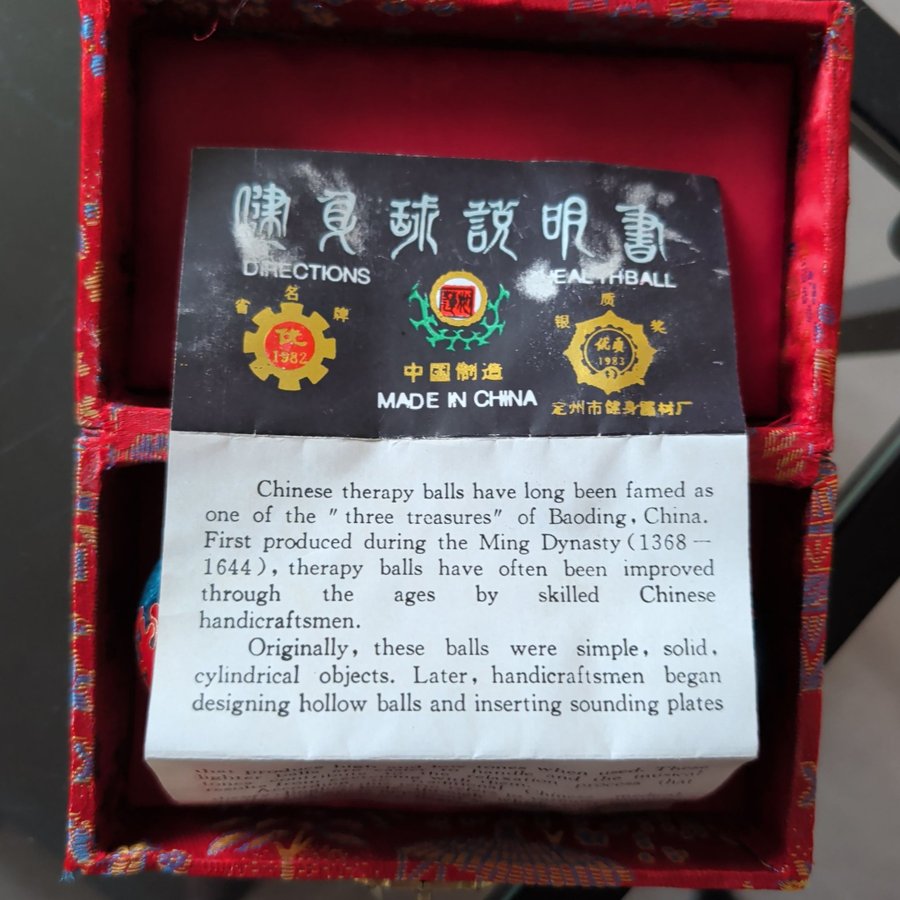 健身球説明書
DIRECTIONS HEALTHBALL
省名牌
1982
质
银奖
优质
1983
中国制造
MADE IN CHINA
定州市健身器材厂
Chinese therapy balls have long been famed as
one of the "three treasures" of Baoding, China.
First produced during the Ming Dynasty (1368—
1644), therapy balls have often been improved
through the ages by skilled Chinese
handicraftsmen.
Originally, these balls were simple, solid,
cylindrical objects. Later, handicraftsmen began
designing hollow balls and inserting sounding plates